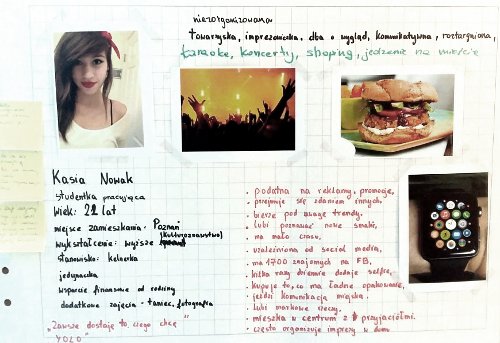 niezorganizowana
towarzyska, imprezowiczka, dba o wygląd, komunikatywna, roztargniona,
karaoke, koncerty, shoping, jedzenie na mieście
Kasia Nowak
studentka pracująca
Wiek: 22 lat
miejsce zamieszkania: Poznań
wykształcenie: wyższe (kulturoznawstwo)
stanowisko: kelnerka
jedynaczka
wsparcie finansowe od rodziny
dodatkowe zajęcia - taniec, fotografia
"Zawsze dostaję to, czego chcę"
YOLO"
• podatna na reklamy, promocje,
• przejmuje się zdaniem innych,
• bierze pod uwagę trendy,
• lubi poznawać nowe smaki,
• ma mało czasu,
• uzależniona od social media,
• ma 1700 znajomych na FB,
• kilka razy dziennie dodaje selfie,
• kupuje to, co ma ładne opakowanie,
• jeździ komunikacją miejską
• lubi markowe rzeczy,
• mieszka w centrum z przyjaciółmi
• często organizuje imprezy w domu